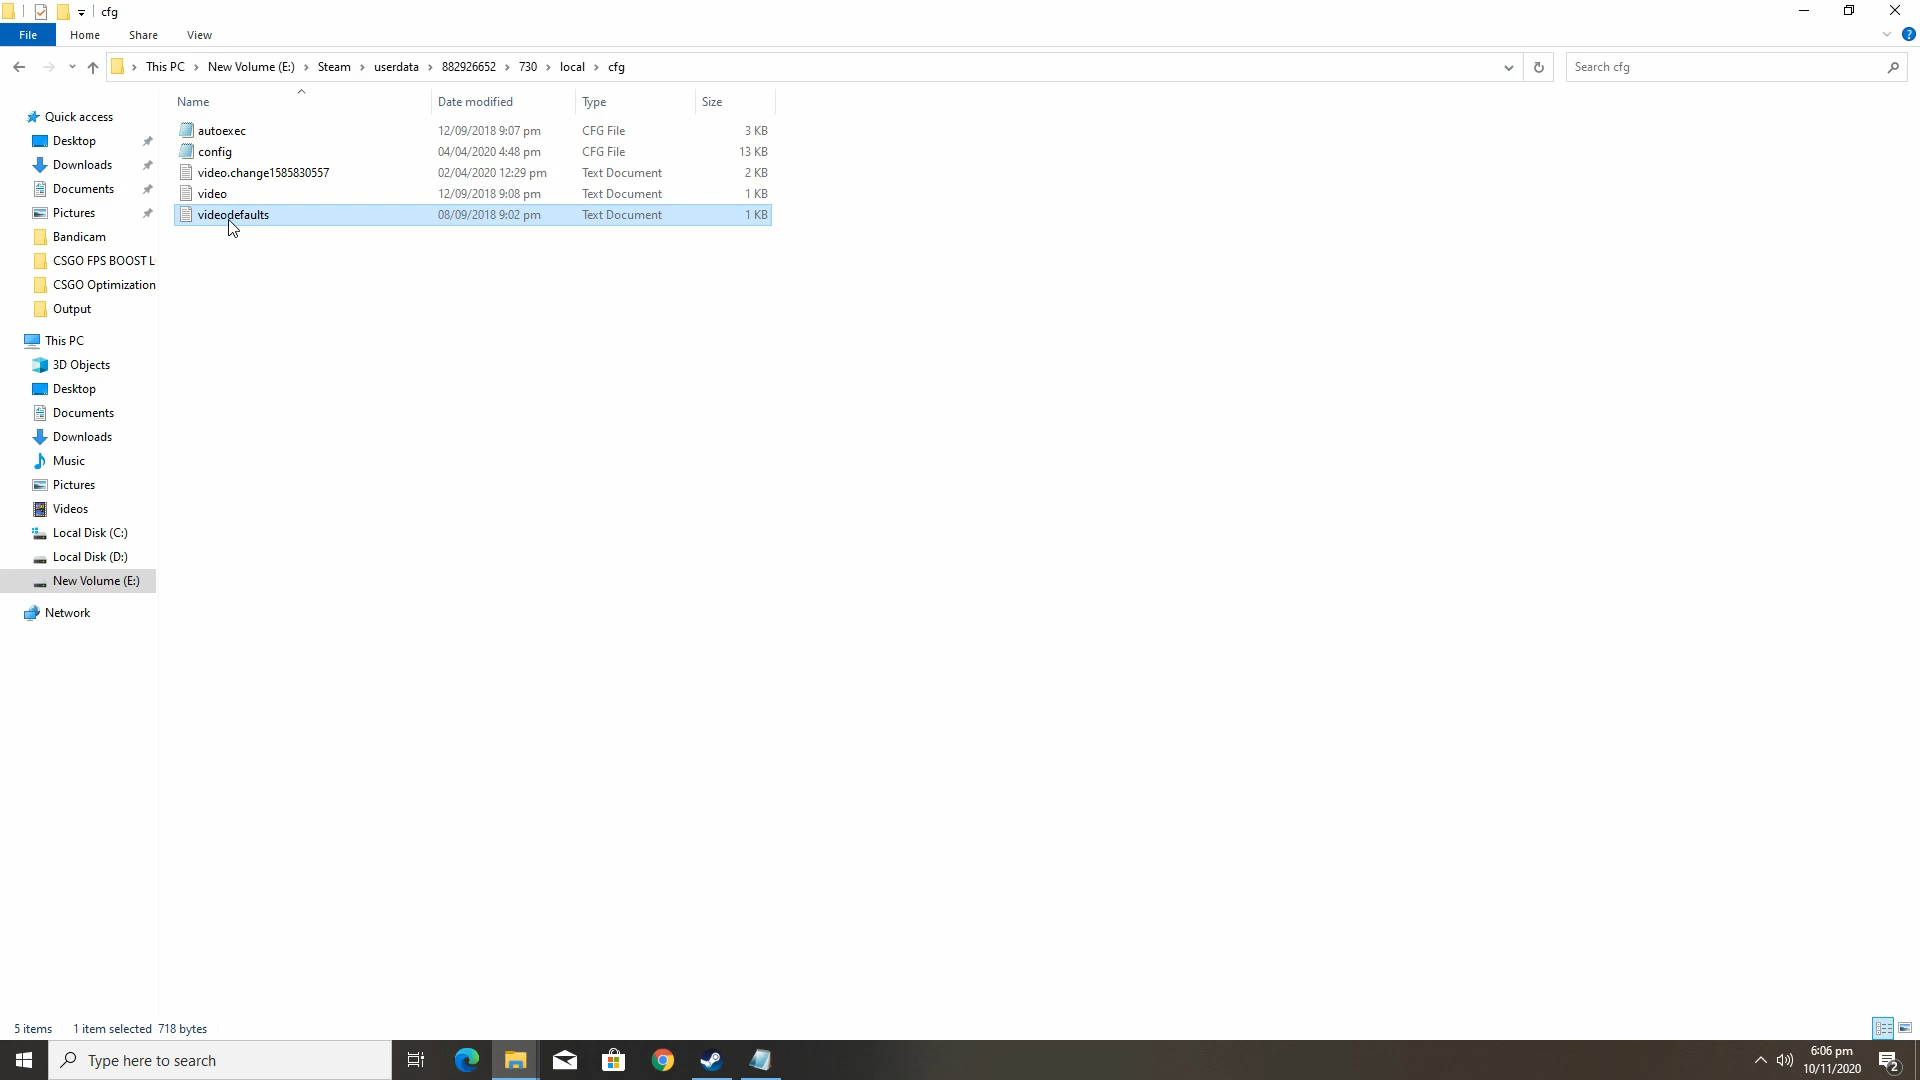 cfg
File Home Share View
This PC New Volume (E:) Steam userdata 882926652 730 local cfg
Search cfg
Name Date modified Type Size
autoexec 12/09/2018 9:07 pm CFG File 3 KB
config 04/04/2020 4:48 pm CFG File 13 KB
video.change1585830557 02/04/2020 12:29 pm Text Document 2 KB
video 12/09/2018 9:08 pm Text Document 1 KB
videodefaults 08/09/2018 9:02 pm Text Document 1 KB
Quick access
Desktop
Downloads
Documents
Pictures
Bandicam
CSGO FPS BOOST L
CSGO Optimization
Output
This PC
3D Objects
Desktop
Documents
Downloads
Music
Pictures
Videos
Local Disk (C:)
Local Disk (D:)
New Volume (E:)
Network
5 items 1 item selected 718 bytes
Type here to search
6:06 pm
10/11/2020
2